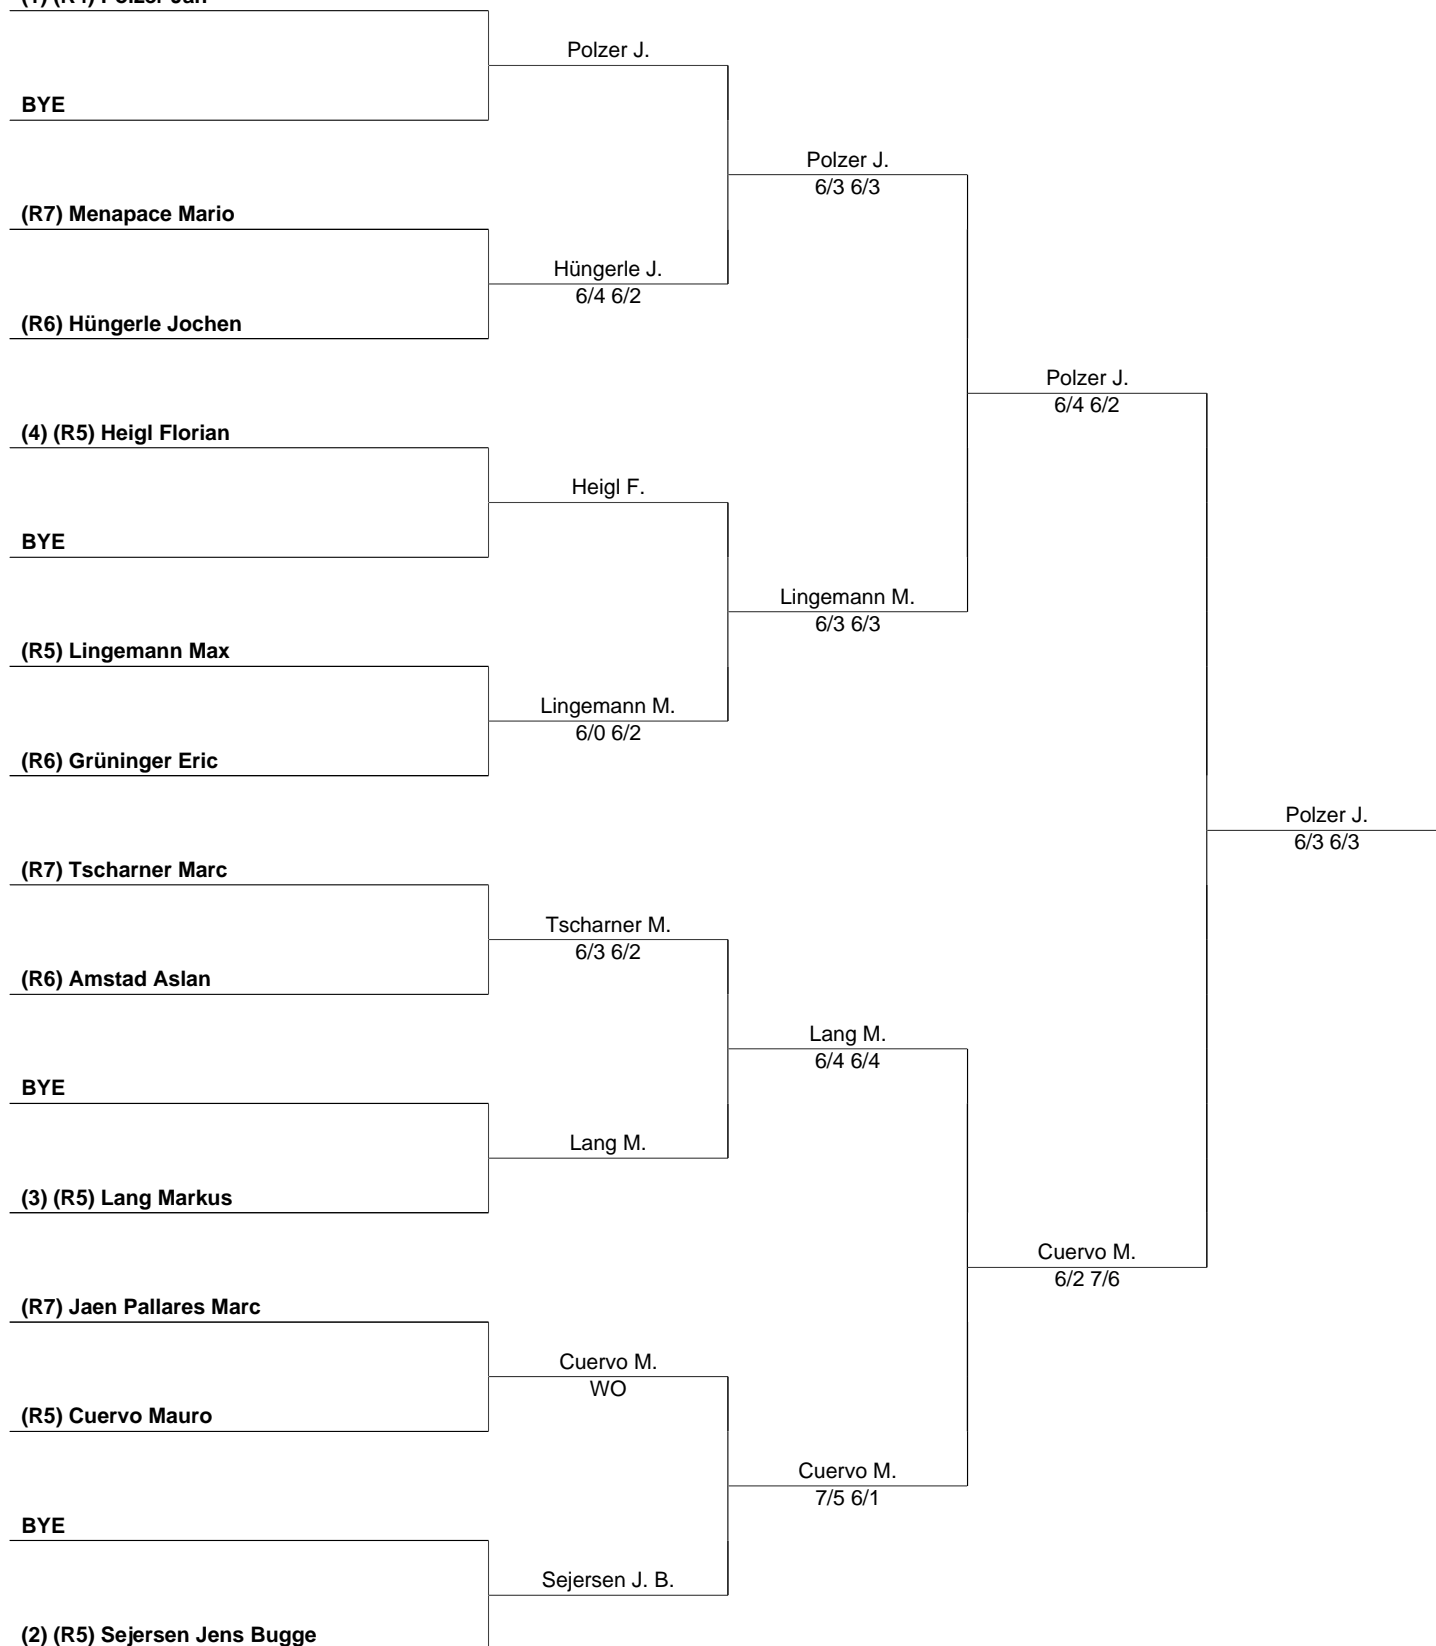 (1) (R4) Polzer Jan
Polzer J.
BYE
Polzer J.
6/3 6/3
(R7) Menapace Mario
Hüngerle J.
6/4 6/2
(R6) Hüngerle Jochen
Polzer J.
6/4 6/2
(4) (R5) Heigl Florian
Heigl F.
BYE
Lingemann M.
6/3 6/3
(R5) Lingemann Max
Lingemann M.
6/0 6/2
(R6) Grüninger Eric
Polzer J.
6/3 6/3
(R7) Tscharner Marc
Tscharner M.
6/3 6/2
(R6) Amstad Aslan
Lang M.
6/4 6/4
BYE
Lang M.
(3) (R5) Lang Markus
Cuervo M.
6/2 7/6
(R7) Jaen Pallares Marc
Cuervo M.
WO
(R5) Cuervo Mauro
Cuervo M.
7/5 6/1
BYE
Sejersen J. B.
(2) (R5) Sejersen Jens Bugge